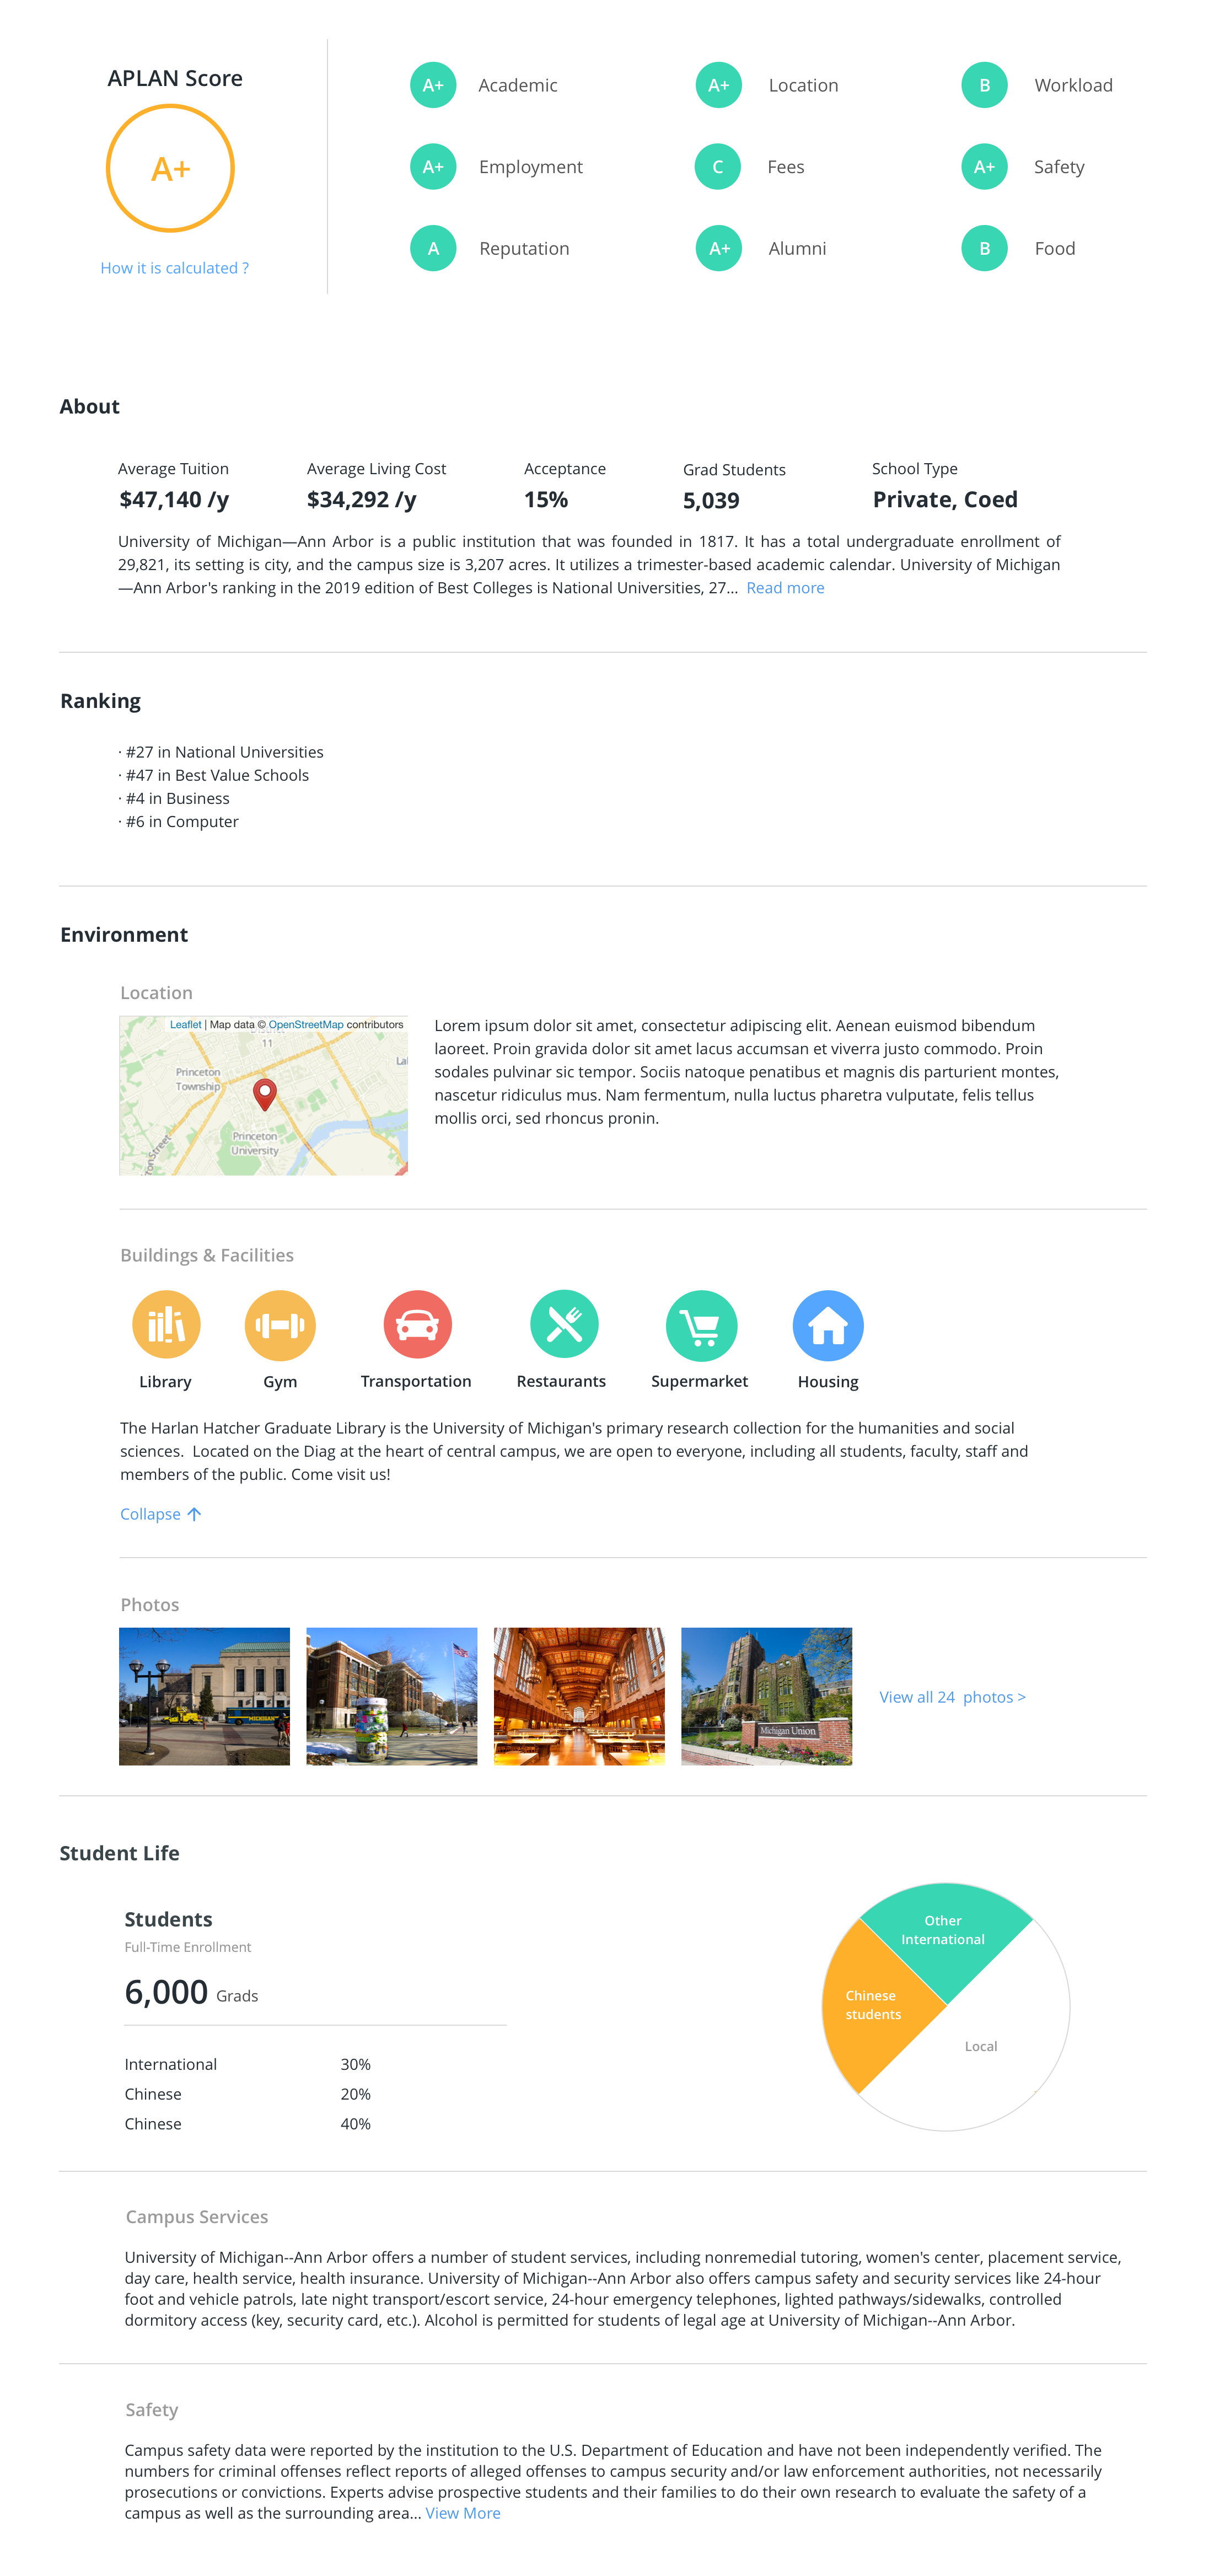 APLAN Score
A+
How it is calculated ?
A+ Academic
A+ Location
B Workload
A+ Employment
C Fees
A+ Safety
A Reputation
A+ Alumni
B Food
About
Average Tuition
$47,140 /y
Average Living Cost
$34,292 /y
Acceptance
15%
Grad Students
5,039
School Type
Private, Coed
University of Michigan—Ann Arbor is a public institution that was founded in 1817. It has a total undergraduate enrollment of
29,821, its setting is city, and the campus size is 3,207 acres. It utilizes a trimester-based academic calendar. University of Michigan
—Ann Arbor's ranking in the 2019 edition of Best Colleges is National Universities, 27... Read more
Ranking
· #27 in National Universities
· #47 in Best Value Schools
· #4 in Business
· #6 in Computer
Environment
Location
Leaflet | Map data © OpenStreetMap contributors
11
Princeton
Township
Princeton
University
Lorem ipsum dolor sit amet, consectetur adipiscing elit. Aenean euismod bibendum
laoreet. Proin gravida dolor sit amet lacus accumsan et viverra justo commodo. Proin
sodales pulvinar sic tempor. Sociis natoque penatibus et magnis dis parturient montes,
nascetur ridiculus mus. Nam fermentum, nulla luctus pharetra vulputate, felis tellus
mollis orci, sed rhoncus pronin.
Buildings & Facilities
Library
Gym
Transportation
Restaurants
Supermarket
Housing
The Harlan Hatcher Graduate Library is the University of Michigan's primary research collection for the humanities and social
sciences.  Located on the Diag at the heart of central campus, we are open to everyone, including all students, faculty, staff and
members of the public. Come visit us!
Collapse ↑
Photos
MICHIGAN
Michigan Union
View all 24  photos >
Student Life
Students
Full-Time Enrollment
6,000 Grads
International 30%
Chinese 20%
Chinese 40%
Other
International
Chinese
students
Local
Campus Services
University of Michigan--Ann Arbor offers a number of student services, including nonremedial tutoring, women's center, placement service,
day care, health service, health insurance. University of Michigan--Ann Arbor also offers campus safety and security services like 24-hour
foot and vehicle patrols, late night transport/escort service, 24-hour emergency telephones, lighted pathways/sidewalks, controlled
dormitory access (key, security card, etc.). Alcohol is permitted for students of legal age at University of Michigan--Ann Arbor.
Safety
Campus safety data were reported by the institution to the U.S. Department of Education and have not been independently verified. The
numbers for criminal offenses reflect reports of alleged offenses to campus security and/or law enforcement authorities, not necessarily
prosecutions or convictions. Experts advise prospective students and their families to do their own research to evaluate the safety of a
campus as well as the surrounding area... View More